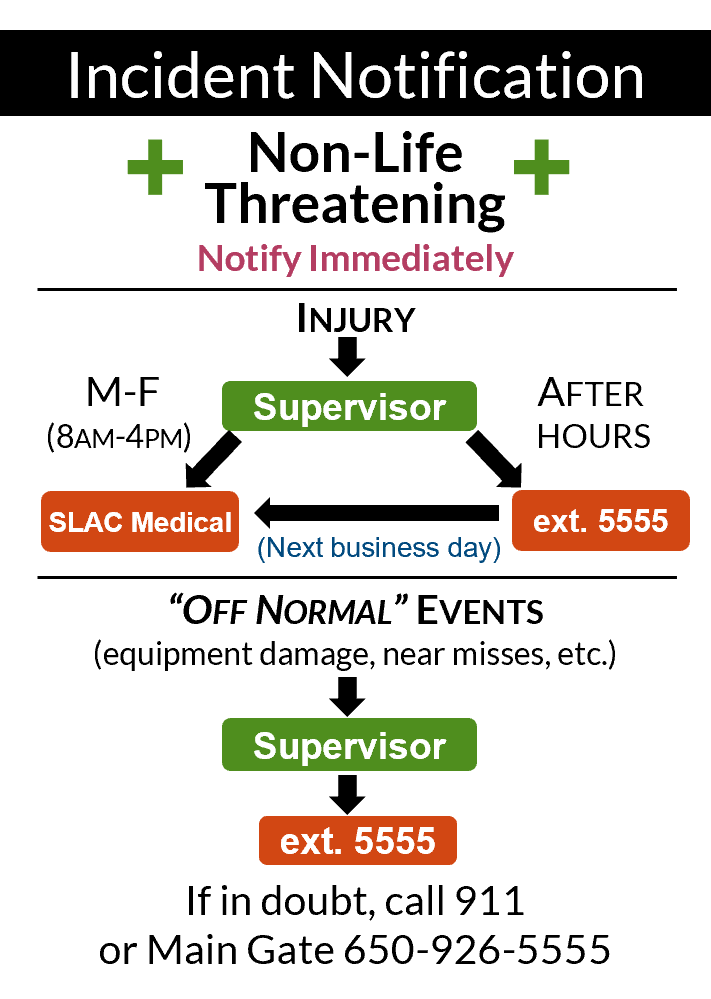 Incident Notification
Non-Life
Threatening
Notify Immediately
INJURY
M-F
(8AM-4PM)
Supervisor
AFTER
HOURS
SLAC Medical
(Next business day)
ext. 5555
“OFF NORMAL” EVENTS
(equipment damage, near misses, etc.)
Supervisor
ext. 5555
If in doubt, call 911
or Main Gate 650-926-5555